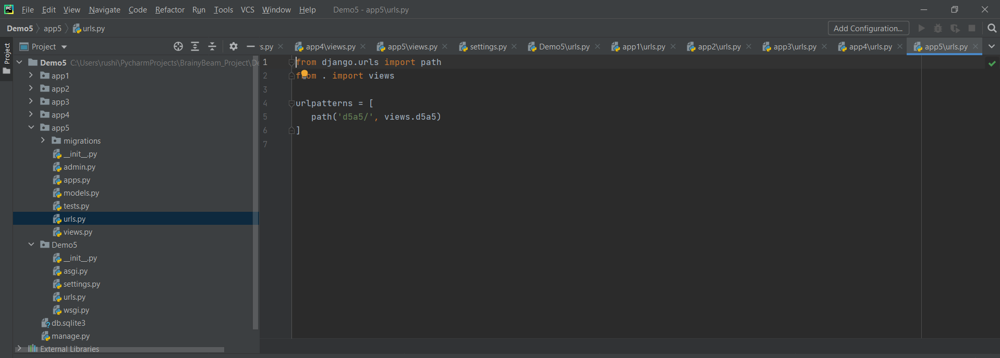 PC File Edit View Navigate Code Refactor Run Tools VCS Window Help Demo5 - app5\urls.py
Demo5 app5 urls.py Add Configuration...
Project
Project s.py app4\views.py app5\views.py settings.py Demo5\urls.py app1\urls.py app2\urls.py app3\urls.py app4\urls.py app5\urls.py
Demo5 C:\Users\rushi\PycharmProjects\BrainyBeam_Project\De
app1
app2
app3
app4
app5
migrations
__init__.py
admin.py
apps.py
models.py
tests.py
urls.py
views.py
Demo5
__init__.py
asgi.py
settings.py
urls.py
wsgi.py
db.sqlite3
manage.py
External Libraries
1 from django.urls import path
2 from . import views
3
4 urlpatterns = [
5 path('d5a5/', views.d5a5)
6 ]
7